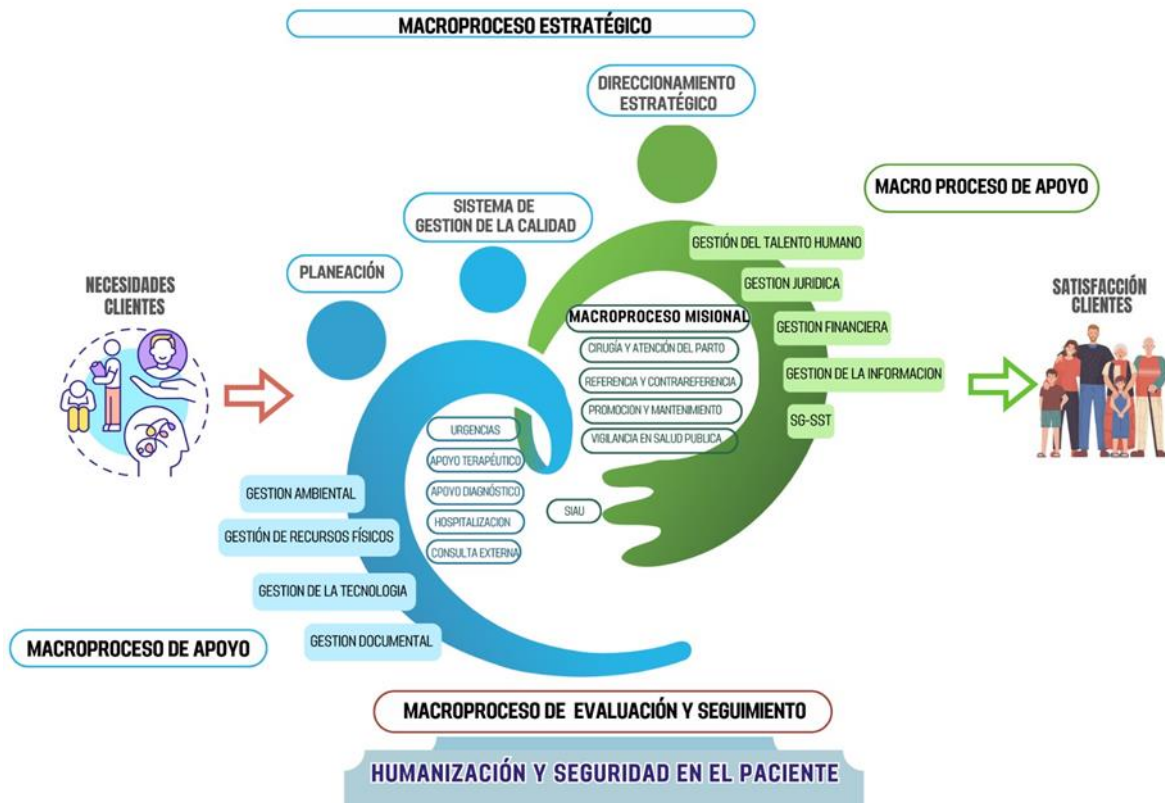 MACROPROCESO ESTRATÉGICO
DIRECCIONAMIENTO
ESTRATÉGICO
MACRO PROCESO DE APOYO
SISTEMA DE
GESTION DE LA CALIDAD
PLANEACIÓN
NECESIDADES
CLIENTES
GESTIÓN DEL TALENTO HUMANO
GESTION JURIDICA
GESTION FINANCIERA
GESTION DE LA INFORMACION
SG-SST
SATISFACCIÓN
CLIENTES
MACROPROCESO MISIONAL
CIRUGÍA Y ATENCIÓN DEL PARTO
REFERENCIA Y CONTRAREFERENCIA
PROMOCION Y MANTENIMIENTO
VIGILANCIA EN SALUD PUBLICA
URGENCIAS
APOYO TERAPÉUTICO
APOYO DIAGNÓSTICO
HOSPITALIZACION
CONSULTA EXTERNA
SIAU
GESTION AMBIENTAL
GESTIÓN DE RECURSOS FÍSICOS
GESTION DE LA TECNOLOGIA
GESTION DOCUMENTAL
MACROPROCESO DE APOYO
MACROPROCESO DE EVALUACIÓN Y SEGUIMIENTO
HUMANIZACIÓN Y SEGURIDAD EN EL PACIENTE